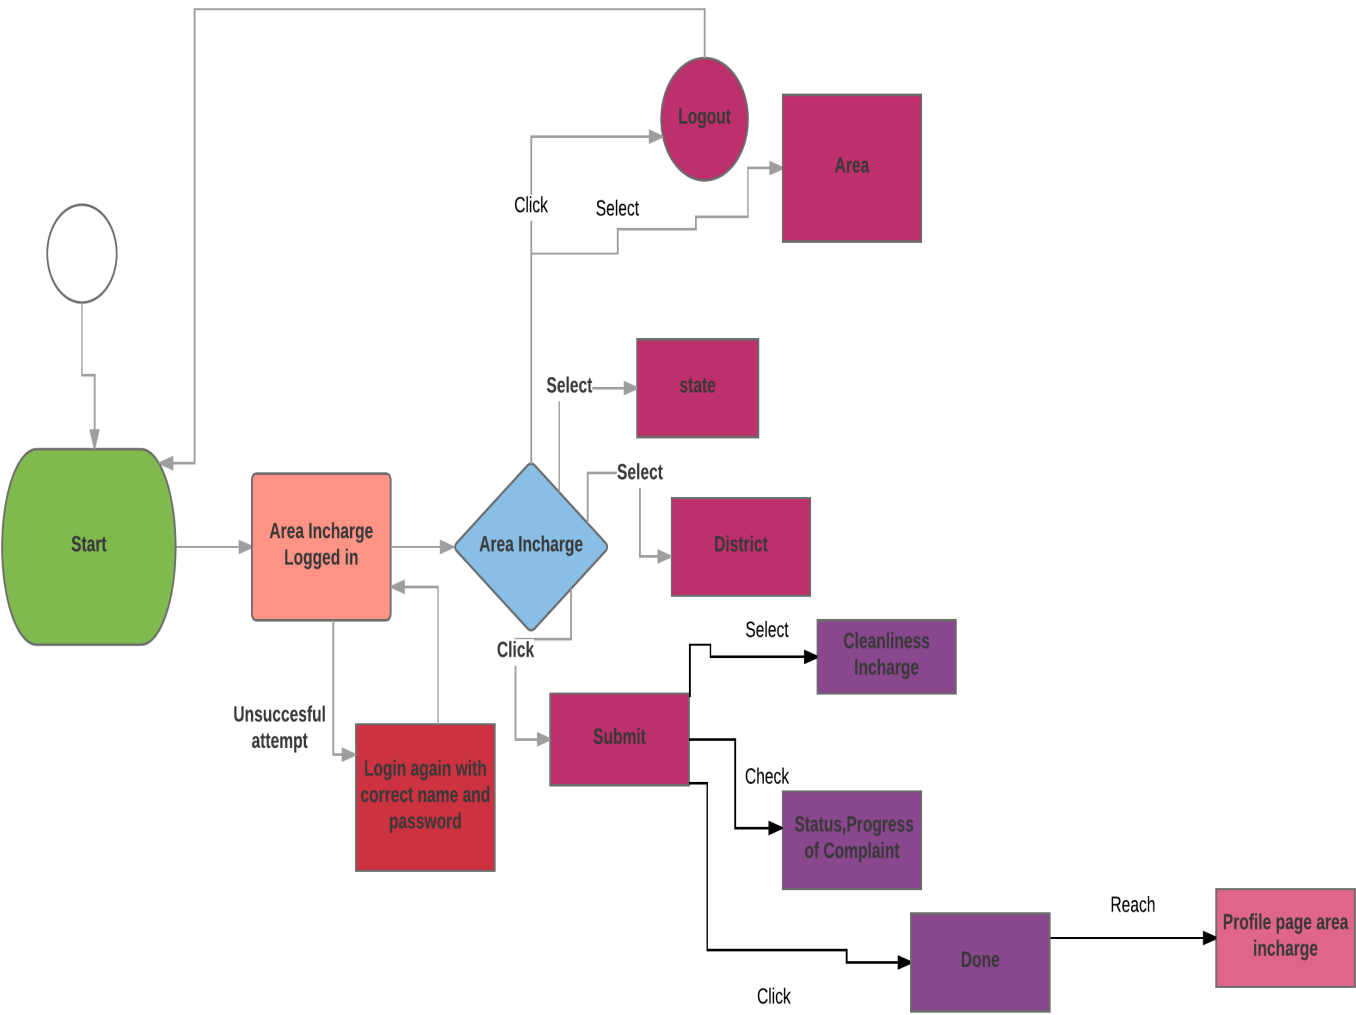 Logout
Area
Click
Select
Select
state
Select
Start
Area Incharge
Logged in
Area Incharge
District
Click
Select
Cleanliness
Incharge
Unsuccesful
attempt
Submit
Login again with
correct name and
password
Check
Status,Progress
of Complaint
Reach
Profile page area
incharge
Done
Click